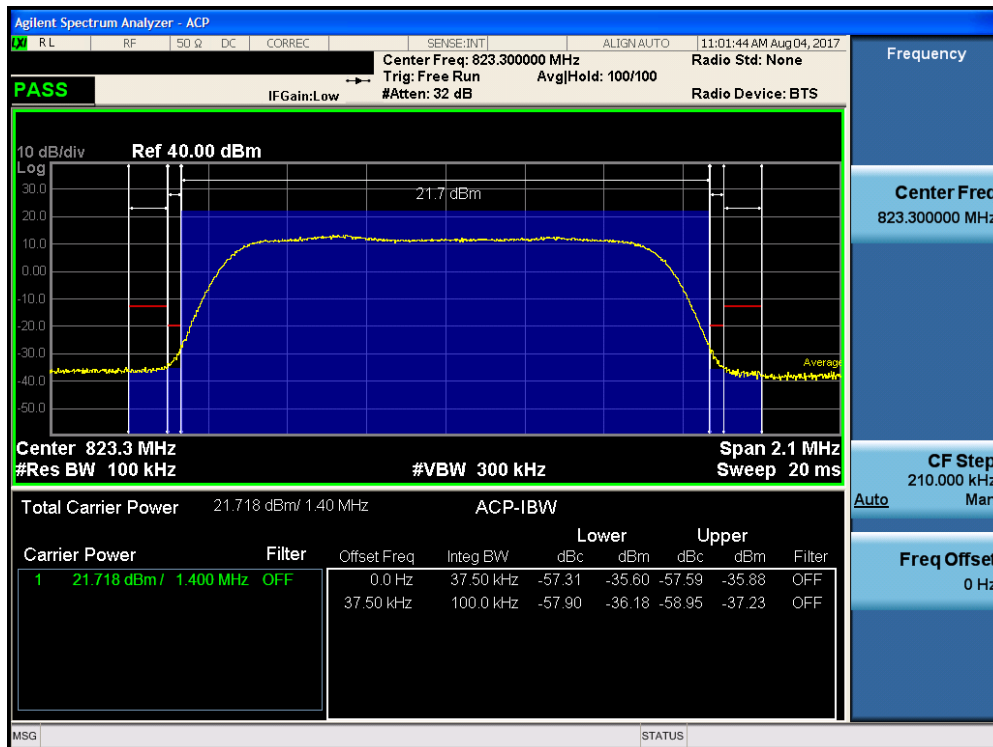 Agilent Spectrum Analyzer - ACP
LXI RL RF 50 Ω DC CORREC SENSE:INT ALIGN AUTO 11:01:44 AM Aug 04, 2017
Center Freq: 823.300000 MHz Radio Std: None
Trig: Free Run Avg|Hold: 100/100
PASS IFGain:Low #Atten: 32 dB Radio Device: BTS
10 dB/div Ref 40.00 dBm
Log
30.0
21.7 dBm
20.0
10.0
0.00
-10.0
-20.0
-30.0
Average
-40.0
-50.0
Center 823.3 MHz Span 2.1 MHz
#Res BW 100 kHz #VBW 300 kHz Sweep 20 ms
Total Carrier Power 21.718 dBm/ 1.40 MHz ACP-IBW
Lower Upper
Carrier Power Filter Offset Freq Integ BW dBc dBm dBc dBm Filter
1 21.718 dBm / 1.400 MHz OFF 0.0 Hz 37.50 kHz -57.31 -35.60 -57.59 -35.88 OFF
37.50 kHz 100.0 kHz -57.90 -36.18 -58.95 -37.23 OFF
MSG STATUS
Frequency
Center Freq
823.300000 MHz
CF Step
210.000 kHz
Auto Man
Freq Offset
0 Hz